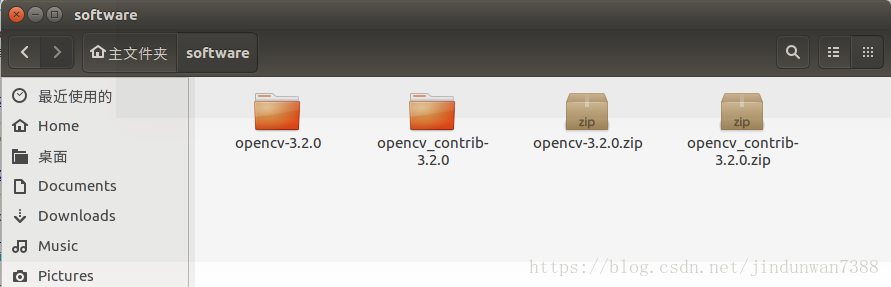 software
主文件夹 software
最近使用的
Home
桌面
Documents
Downloads
Music
Pictures
opencv-3.2.0
opencv_contrib-
3.2.0
opencv-3.2.0.zip
opencv_contrib-
3.2.0.zip
zip
zip
https://blog.csdn.net/jindunwan7388